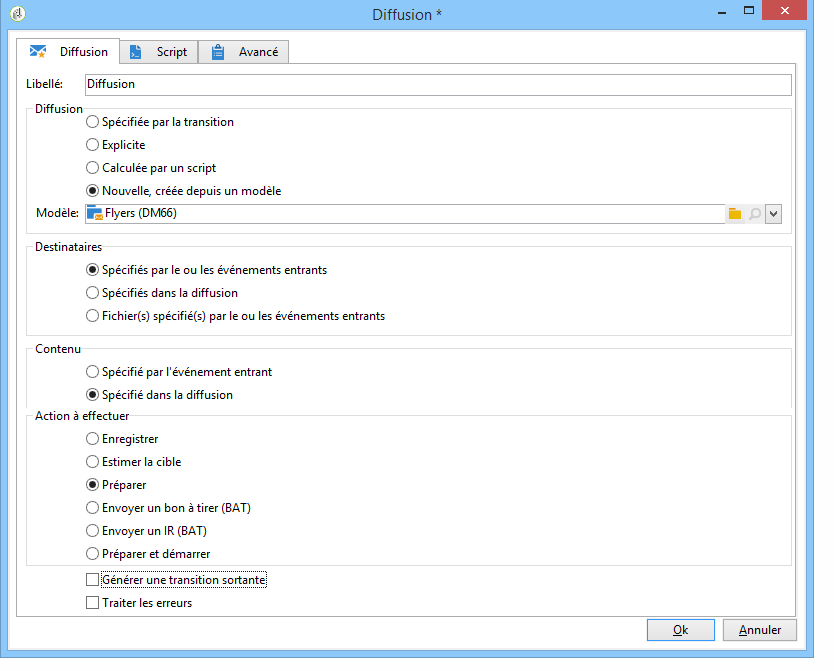 Diffusion *
Diffusion Script Avancé
Libellé: Diffusion
Diffusion
Spécifiée par la transition
Explicite
Calculée par un script
Nouvelle, créée depuis un modèle
Modèle: Flyers (DM66)
Destinataires
Spécifiés par le ou les événements entrants
Spécifiés dans la diffusion
Fichier(s) spécifié(s) par le ou les événements entrants
Contenu
Spécifié par l'événement entrant
Spécifié dans la diffusion
Action à effectuer
Enregistrer
Estimer la cible
Préparer
Envoyer un bon à tirer (BAT)
Envoyer un IR (BAT)
Préparer et démarrer
Générer une transition sortante
Traiter les erreurs
Ok Annuler